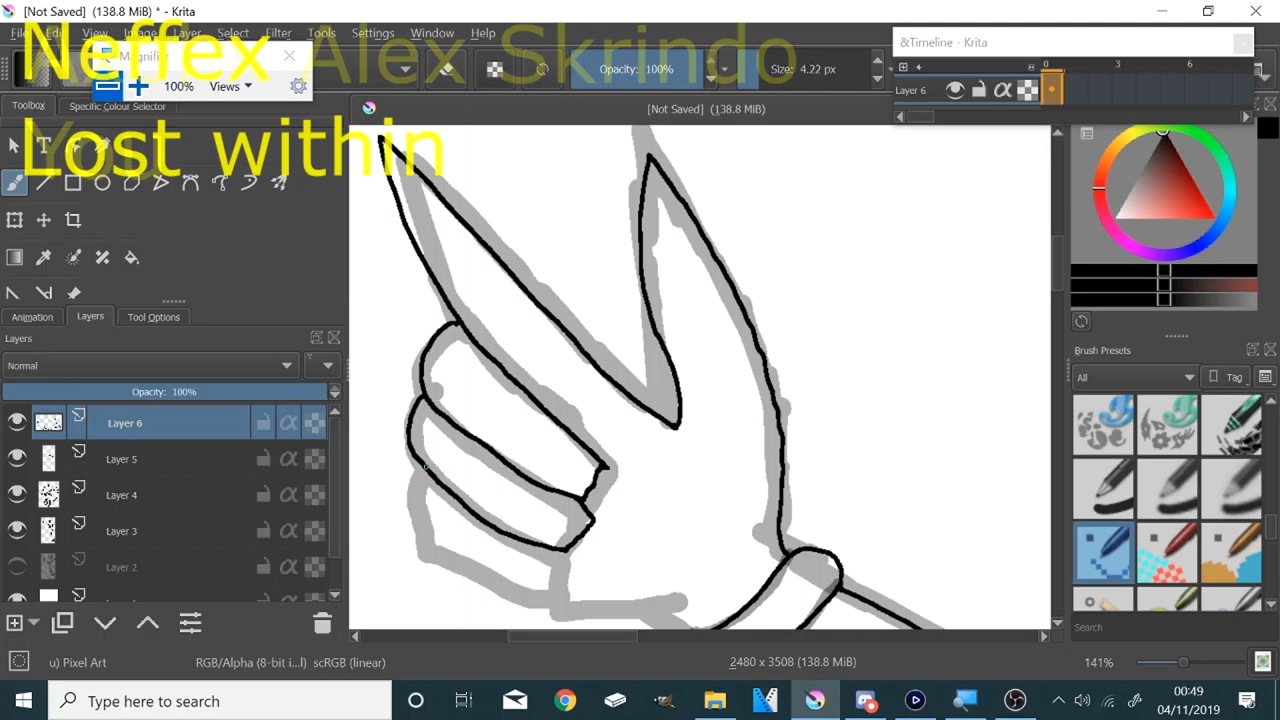 [Not Saved] (138.8 MiB) * - Krita
File Edit View Image Layer Select Filter Tools Settings Window Help
Neffex Alex Skrindo
Lost within
Magnifier
100% Views
Opacity: 100%
Size: 4.22 px
&Timeline - Krita
0 3 6
Layer 6
Toolbox Specific Colour Selector
[Not Saved] (138.8 MiB)
Animation Layers Tool Options
Layers
Normal
Opacity: 100%
Layer 6
Layer 5
Layer 4
Layer 3
Layer 2
Brush Presets
All
Tag
Search
u) Pixel Art
RGB/Alpha (8-bit i...l) scRGB (linear)
2480 x 3508 (138.8 MiB)
141%
Type here to search
00:49
04/11/2019